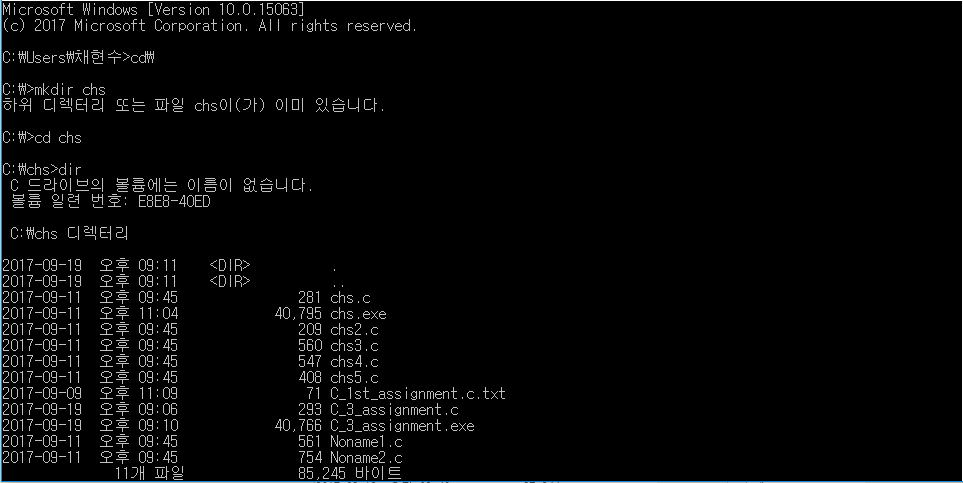 Microsoft Windows [Version 10.0.15063]
(c) 2017 Microsoft Corporation. All rights reserved.
C:₩Users₩채현수>cd₩
C:₩>mkdir chs
하위 디렉터리 또는 파일 chs이(가) 이미 있습니다.
C:₩>cd chs
C:₩chs>dir
C 드라이브의 볼륨에는 이름이 없습니다.
볼륨 일련 번호: E8E8-40ED
C:₩chs 디렉터리
2017-09-19 오후 09:11 <DIR> .
2017-09-19 오후 09:11 <DIR> ..
2017-09-11 오후 09:45 281 chs.c
2017-09-11 오후 11:04 40,795 chs.exe
2017-09-11 오후 09:45 209 chs2.c
2017-09-11 오후 09:45 560 chs3.c
2017-09-11 오후 09:45 547 chs4.c
2017-09-11 오후 09:45 408 chs5.c
2017-09-09 오후 11:09 71 C_1st_assignment.c.txt
2017-09-19 오후 09:06 293 C_3_assignment.c
2017-09-19 오후 09:10 40,766 C_3_assignment.exe
2017-09-11 오후 09:45 561 Noname1.c
2017-09-11 오후 09:45 754 Noname2.c
11개 파일 85,245 바이트